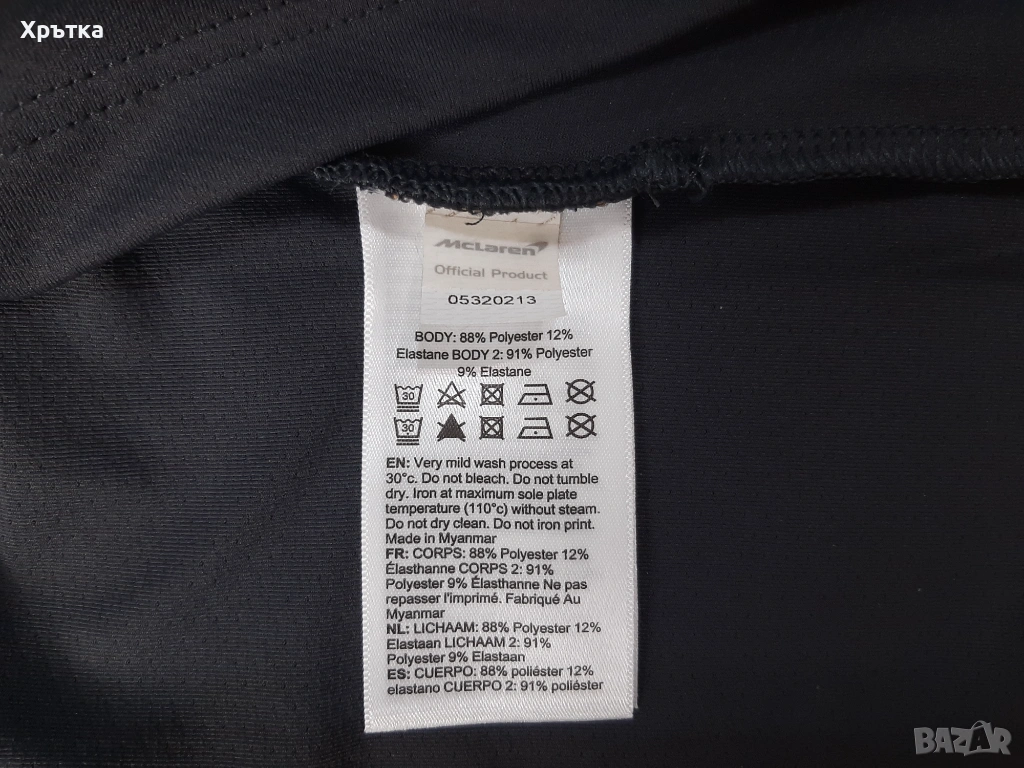 Хрътка
McLaren
Official Product
05320213
BODY: 88% Polyester 12%
Elastane BODY 2: 91% Polyester
9% Elastane
30
30
EN: Very mild wash process at
30°c. Do not bleach. Do not tumble
dry. Iron at maximum sole plate
temperature (110°c) without steam.
Do not dry clean. Do not iron print.
Made in Myanmar
FR: CORPS: 88% Polyester 12%
Élasthanne CORPS 2: 91%
Polyester 9% Élasthanne Ne pas
repasser l'imprimé. Fabriqué Au
Myanmar
NL: LICHAAM: 88% Polyester 12%
Elastaan LICHAAM 2: 91%
Polyester 9% Elastaan
ES: CUERPO: 88% poliéster 12%
elastano CUERPO 2: 91% poliéster
BAZAR